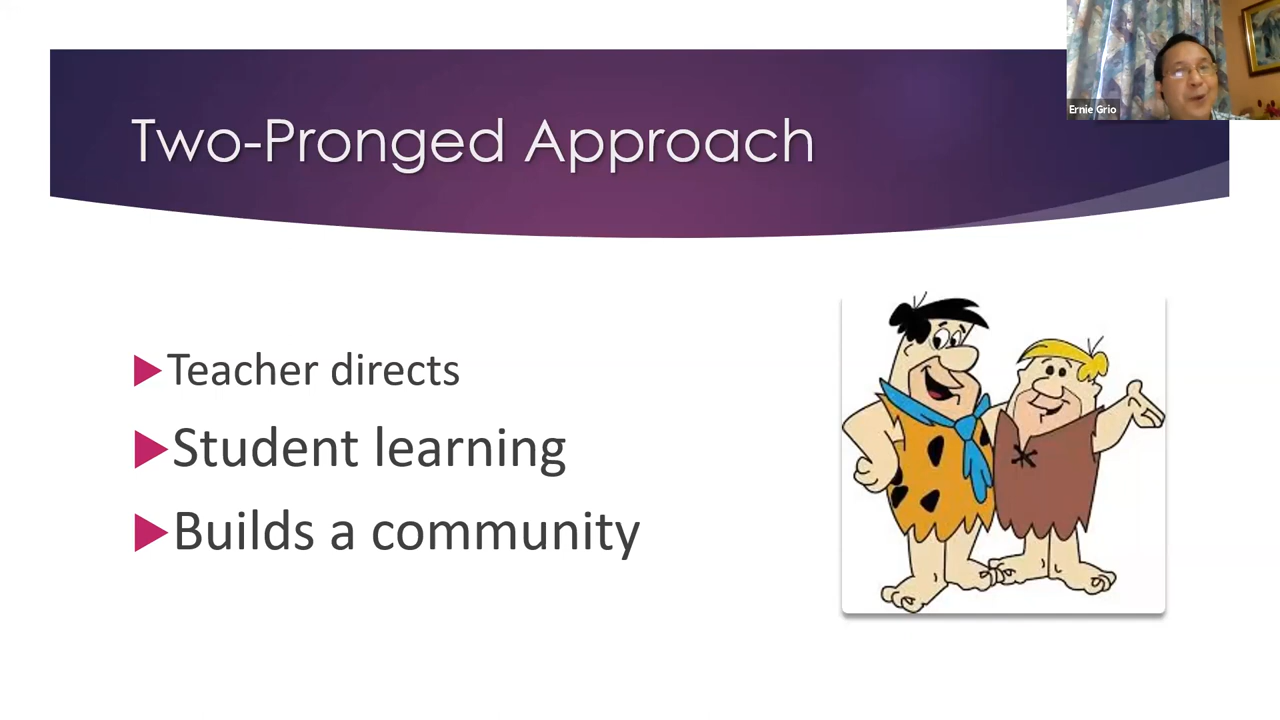 Two-Pronged Approach
Ernie Grio
Teacher directs
Student learning
Builds a community